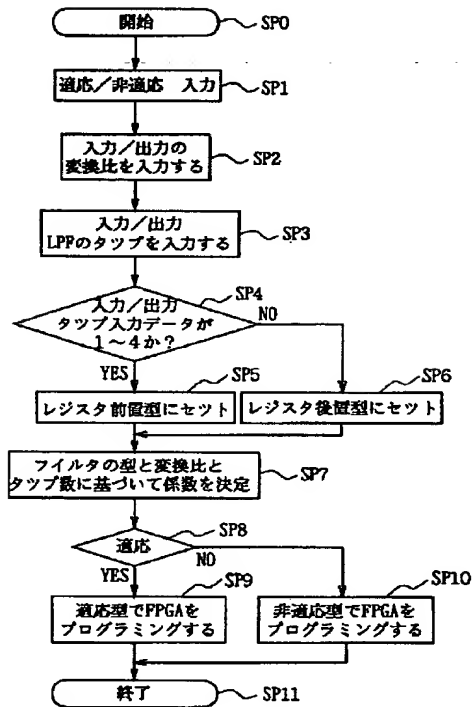 開始
SP0
適応/非適応 入力
SP1
入力/出力の
変換比を入力する
SP2
入力/出力
LPFのタツプを入力する
SP3
入力/出力
タツプ入力データが
1~4か?
SP4
NO
YES
SP5
レジスタ前置型にセツト
SP6
レジスタ後置型にセツト
フイルタの型と変換比と
タツプ数に基づいて係数を決定
SP7
適応
SP8
YES
NO
SP9
適応型でFPGAを
プログラミングする
SP10
非適応型でFPGAを
プログラミングする
終了
SP11